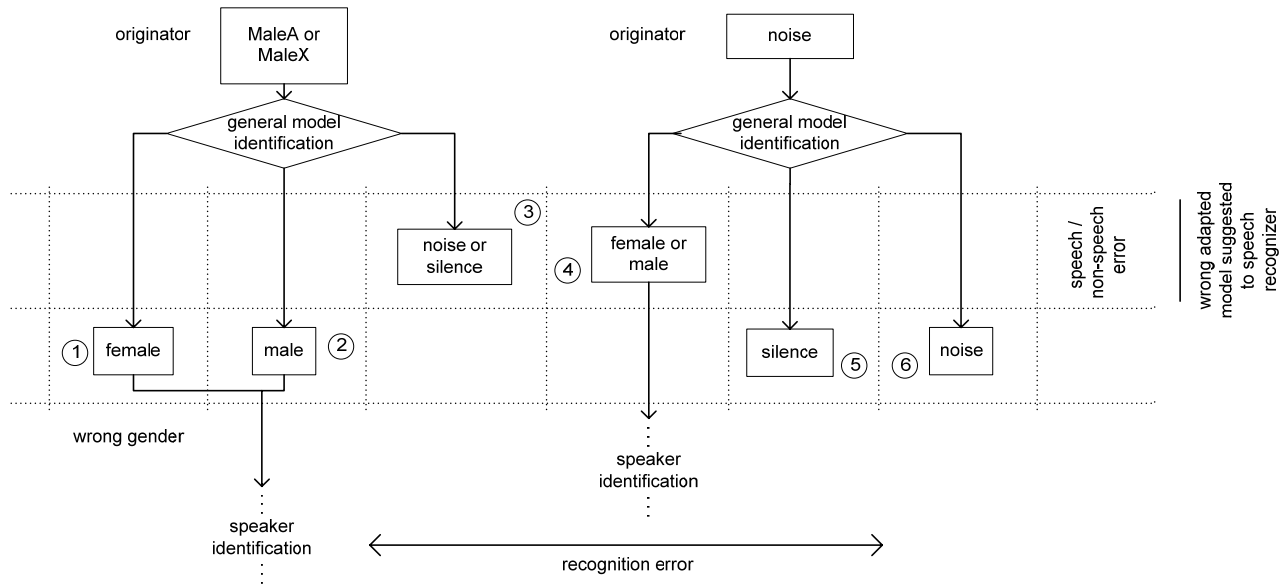 originator
MaleA or
MaleX
general model
identification
originator
noise
general model
identification
3
noise or
silence
4
female or
male
speech /
non-speech
error
wrong adapted
model suggested
to speech
recognizer
1
female
male
2
silence
5
6
noise
wrong gender
speaker
identification
speaker
identification
recognition error